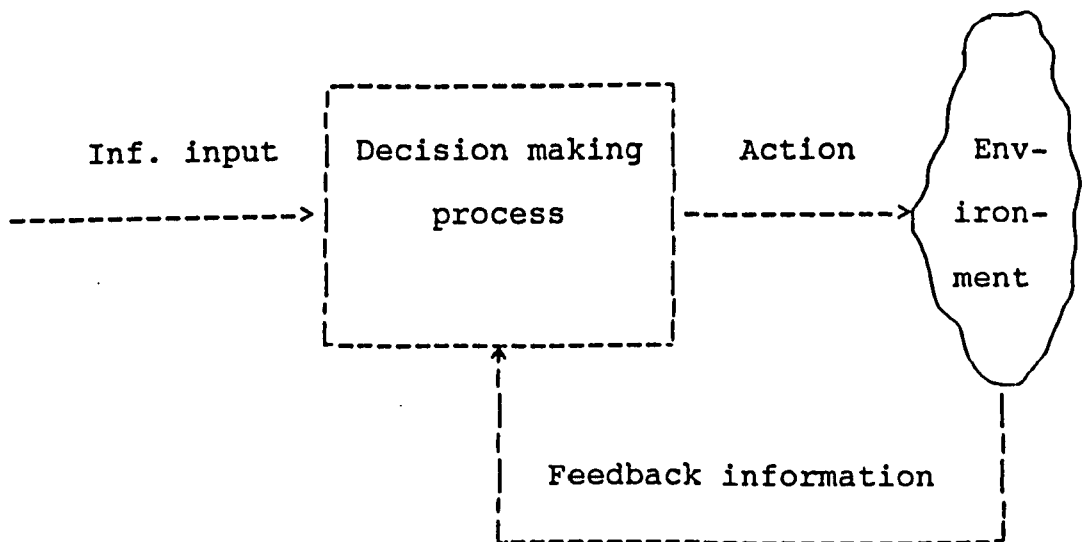 Inf. input
Decision making
process
Action
Env-
iron-
ment
Feedback information